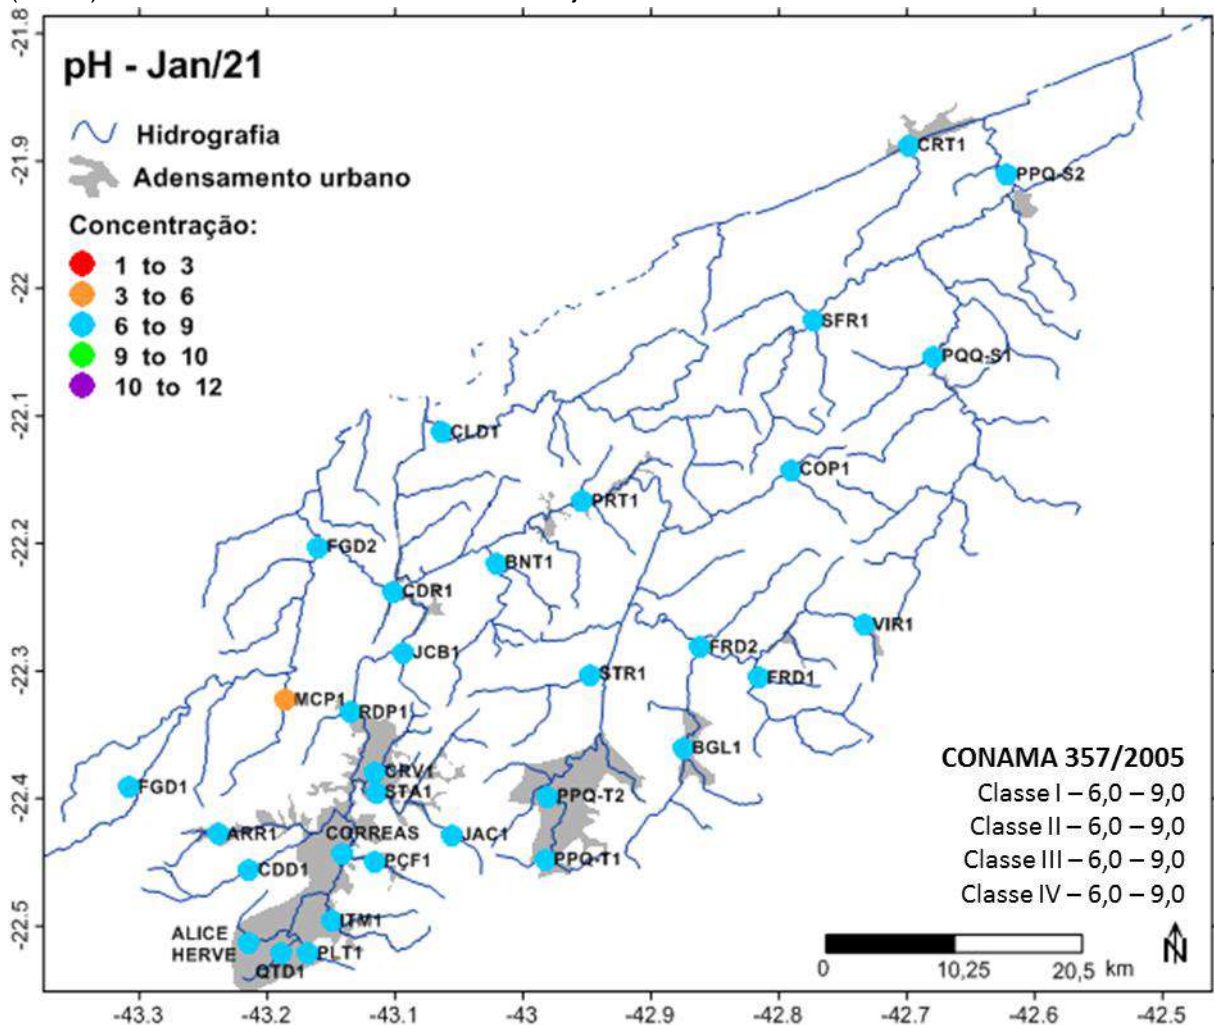 pH - Jan/21
Hidrografia
Adensamento urbano
Concentração:
1 to 3
3 to 6
6 to 9
9 to 10
10 to 12
CRT1
PPQ-S2
SFR1
PQQ-S1
CLD1
COP1
PRT1
FGD2
BNT1
CDR1
VIR1
JCB1
FRD2
STR1
FRD1
MCP1
RDP1
BGL1
CRV1
FGD1
STA1
PPQ-T2
ARR1
CORREAS
JAC1
PÇF1
PPQ-T1
CDD1
ITM1
ALICE
HERVE
PLT1
QTD1
CONAMA 357/2005
Classe I – 6,0 – 9,0
Classe II – 6,0 – 9,0
Classe III – 6,0 – 9,0
Classe IV – 6,0 – 9,0
N
0 10,25 20,5 km
-21.8
-21.9
-22
-22.1
-22.2
-22.3
-22.4
-22.5
-43.3 -43.2 -43.1 -43 -42.9 -42.8 -42.7 -42.6 -42.5